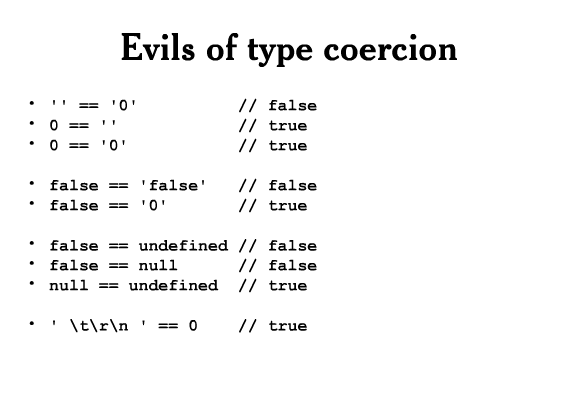 Evils of type coercion
• '' == '0' // false
• 0 == '' // true
• 0 == '0' // true
• false == 'false' // false
• false == '0' // true
• false == undefined // false
• false == null // false
• null == undefined // true
• ' \t\r\n ' == 0 // true